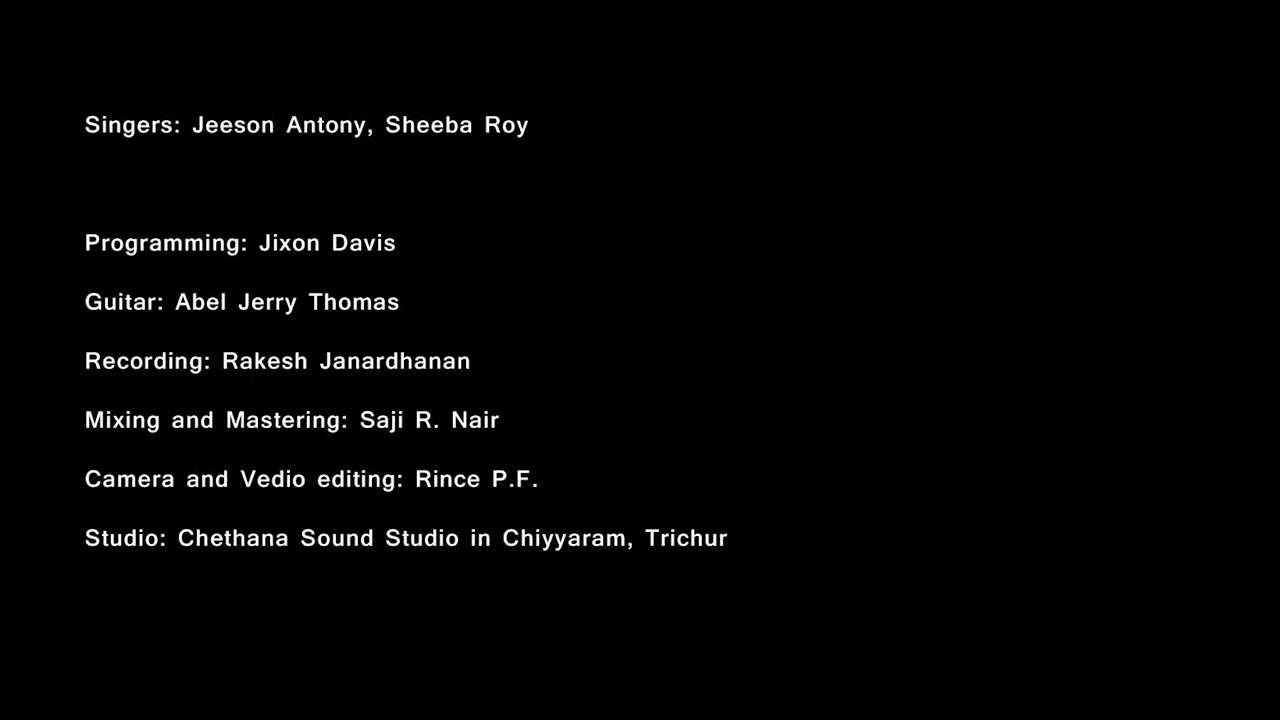 Singers: Jeeson Antony, Sheeba Roy
Programming: Jixon Davis
Guitar: Abel Jerry Thomas
Recording: Rakesh Janardhanan
Mixing and Mastering: Saji R. Nair
Camera and Vedio editing: Rince P.F.
Studio: Chethana Sound Studio in Chiyyaram, Trichur